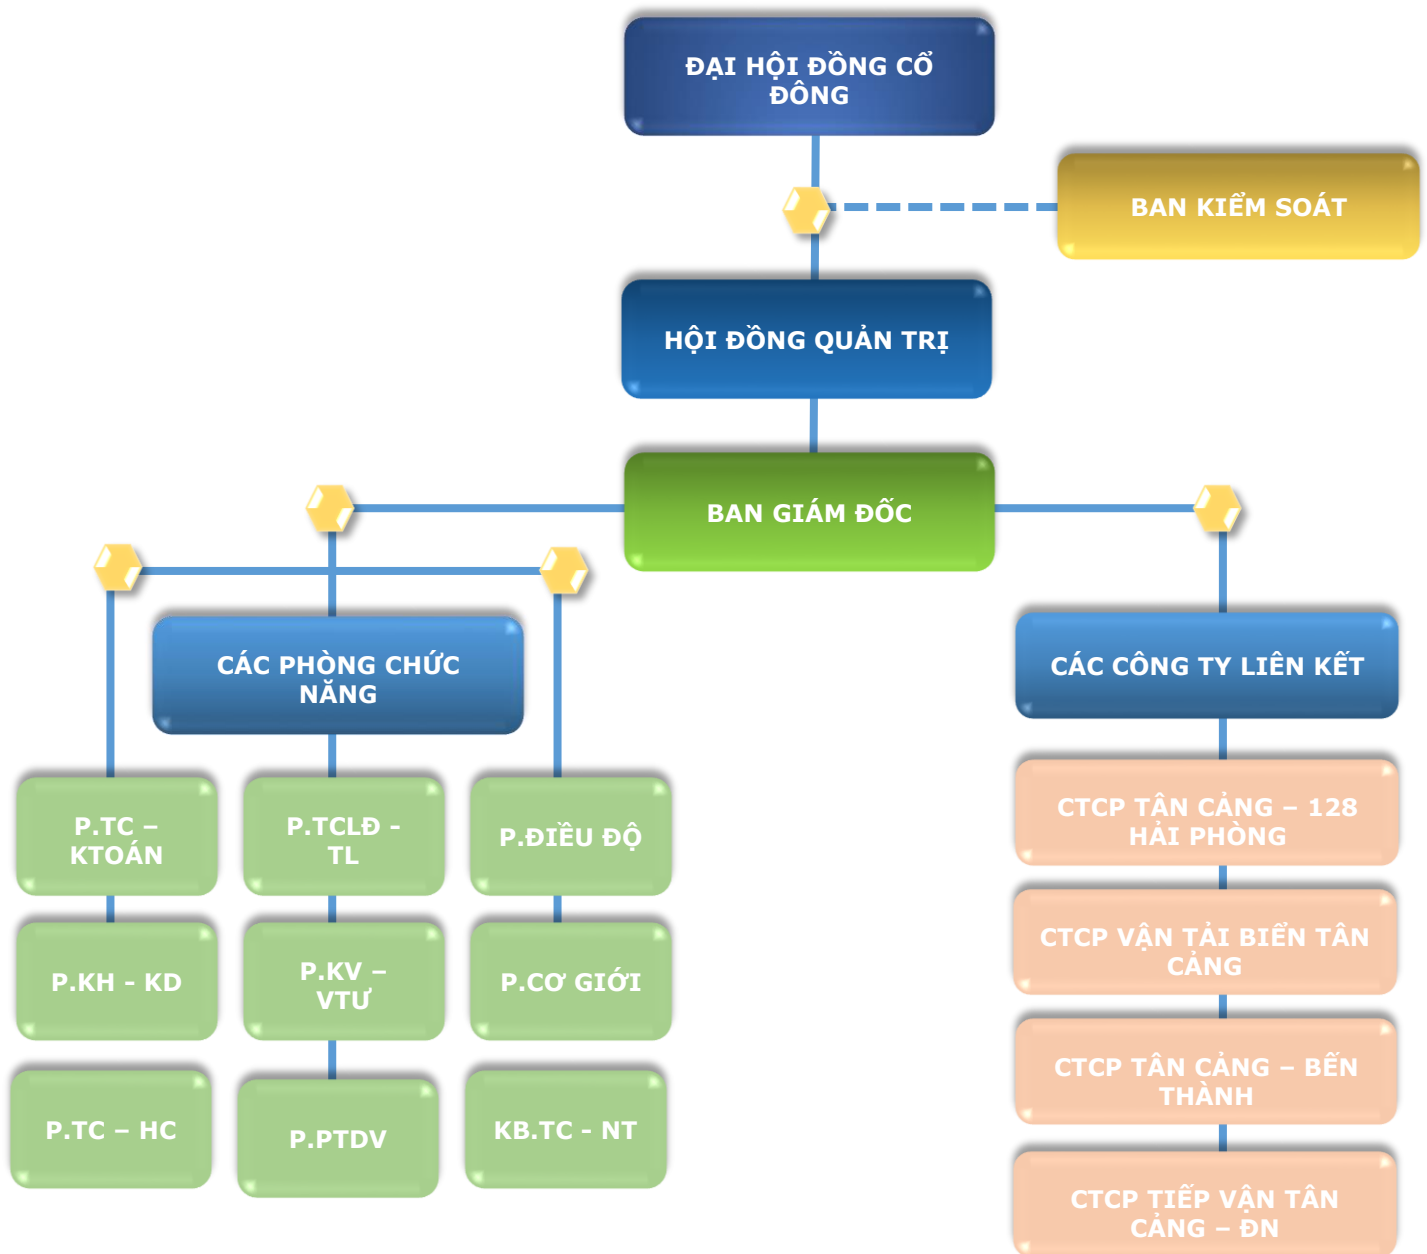 ĐẠI HỘI ĐỒNG CỔ
ĐÔNG
BAN KIỂM SOÁT
HỘI ĐỒNG QUẢN TRỊ
BAN GIÁM ĐỐC
CÁC PHÒNG CHỨC
NĂNG
CÁC CÔNG TY LIÊN KẾT
P.TC –
KTOÁN
P.TCLĐ -
TL
P.ĐIỀU ĐỘ
P.KH - KD
P.KV –
VTƯ
P.CƠ GIỚI
P.TC – HC
P.PTDV
KB.TC - NT
CTCP TÂN CẢNG – 128
HẢI PHÒNG
CTCP VẬN TẢI BIỂN TÂN
CẢNG
CTCP TÂN CẢNG – BẾN
THÀNH
CTCP TIẾP VẬN TÂN
CẢNG – ĐN